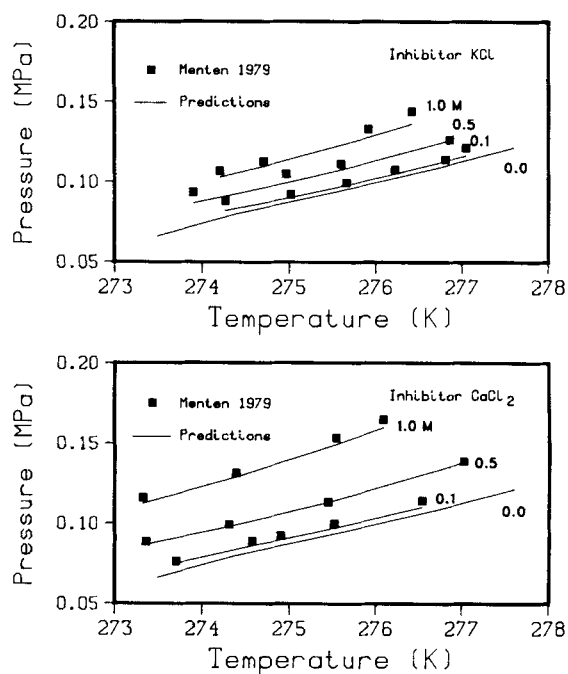 0.20
Inhibitor KCl
Menten 1979
1.0 M
0.15
Predictions
0.5
0.1
0.10
0.0
0.05
Pressure (MPa)
273 274 275 276 277 278
Temperature (K)
0.20
Menten 1979
Inhibitor CaCl2
1.0 M
Predictions
0.15
0.5
0.1
0.10
0.0
0.05
Pressure (MPa)
273 274 275 276 277 278
Temperature (K)